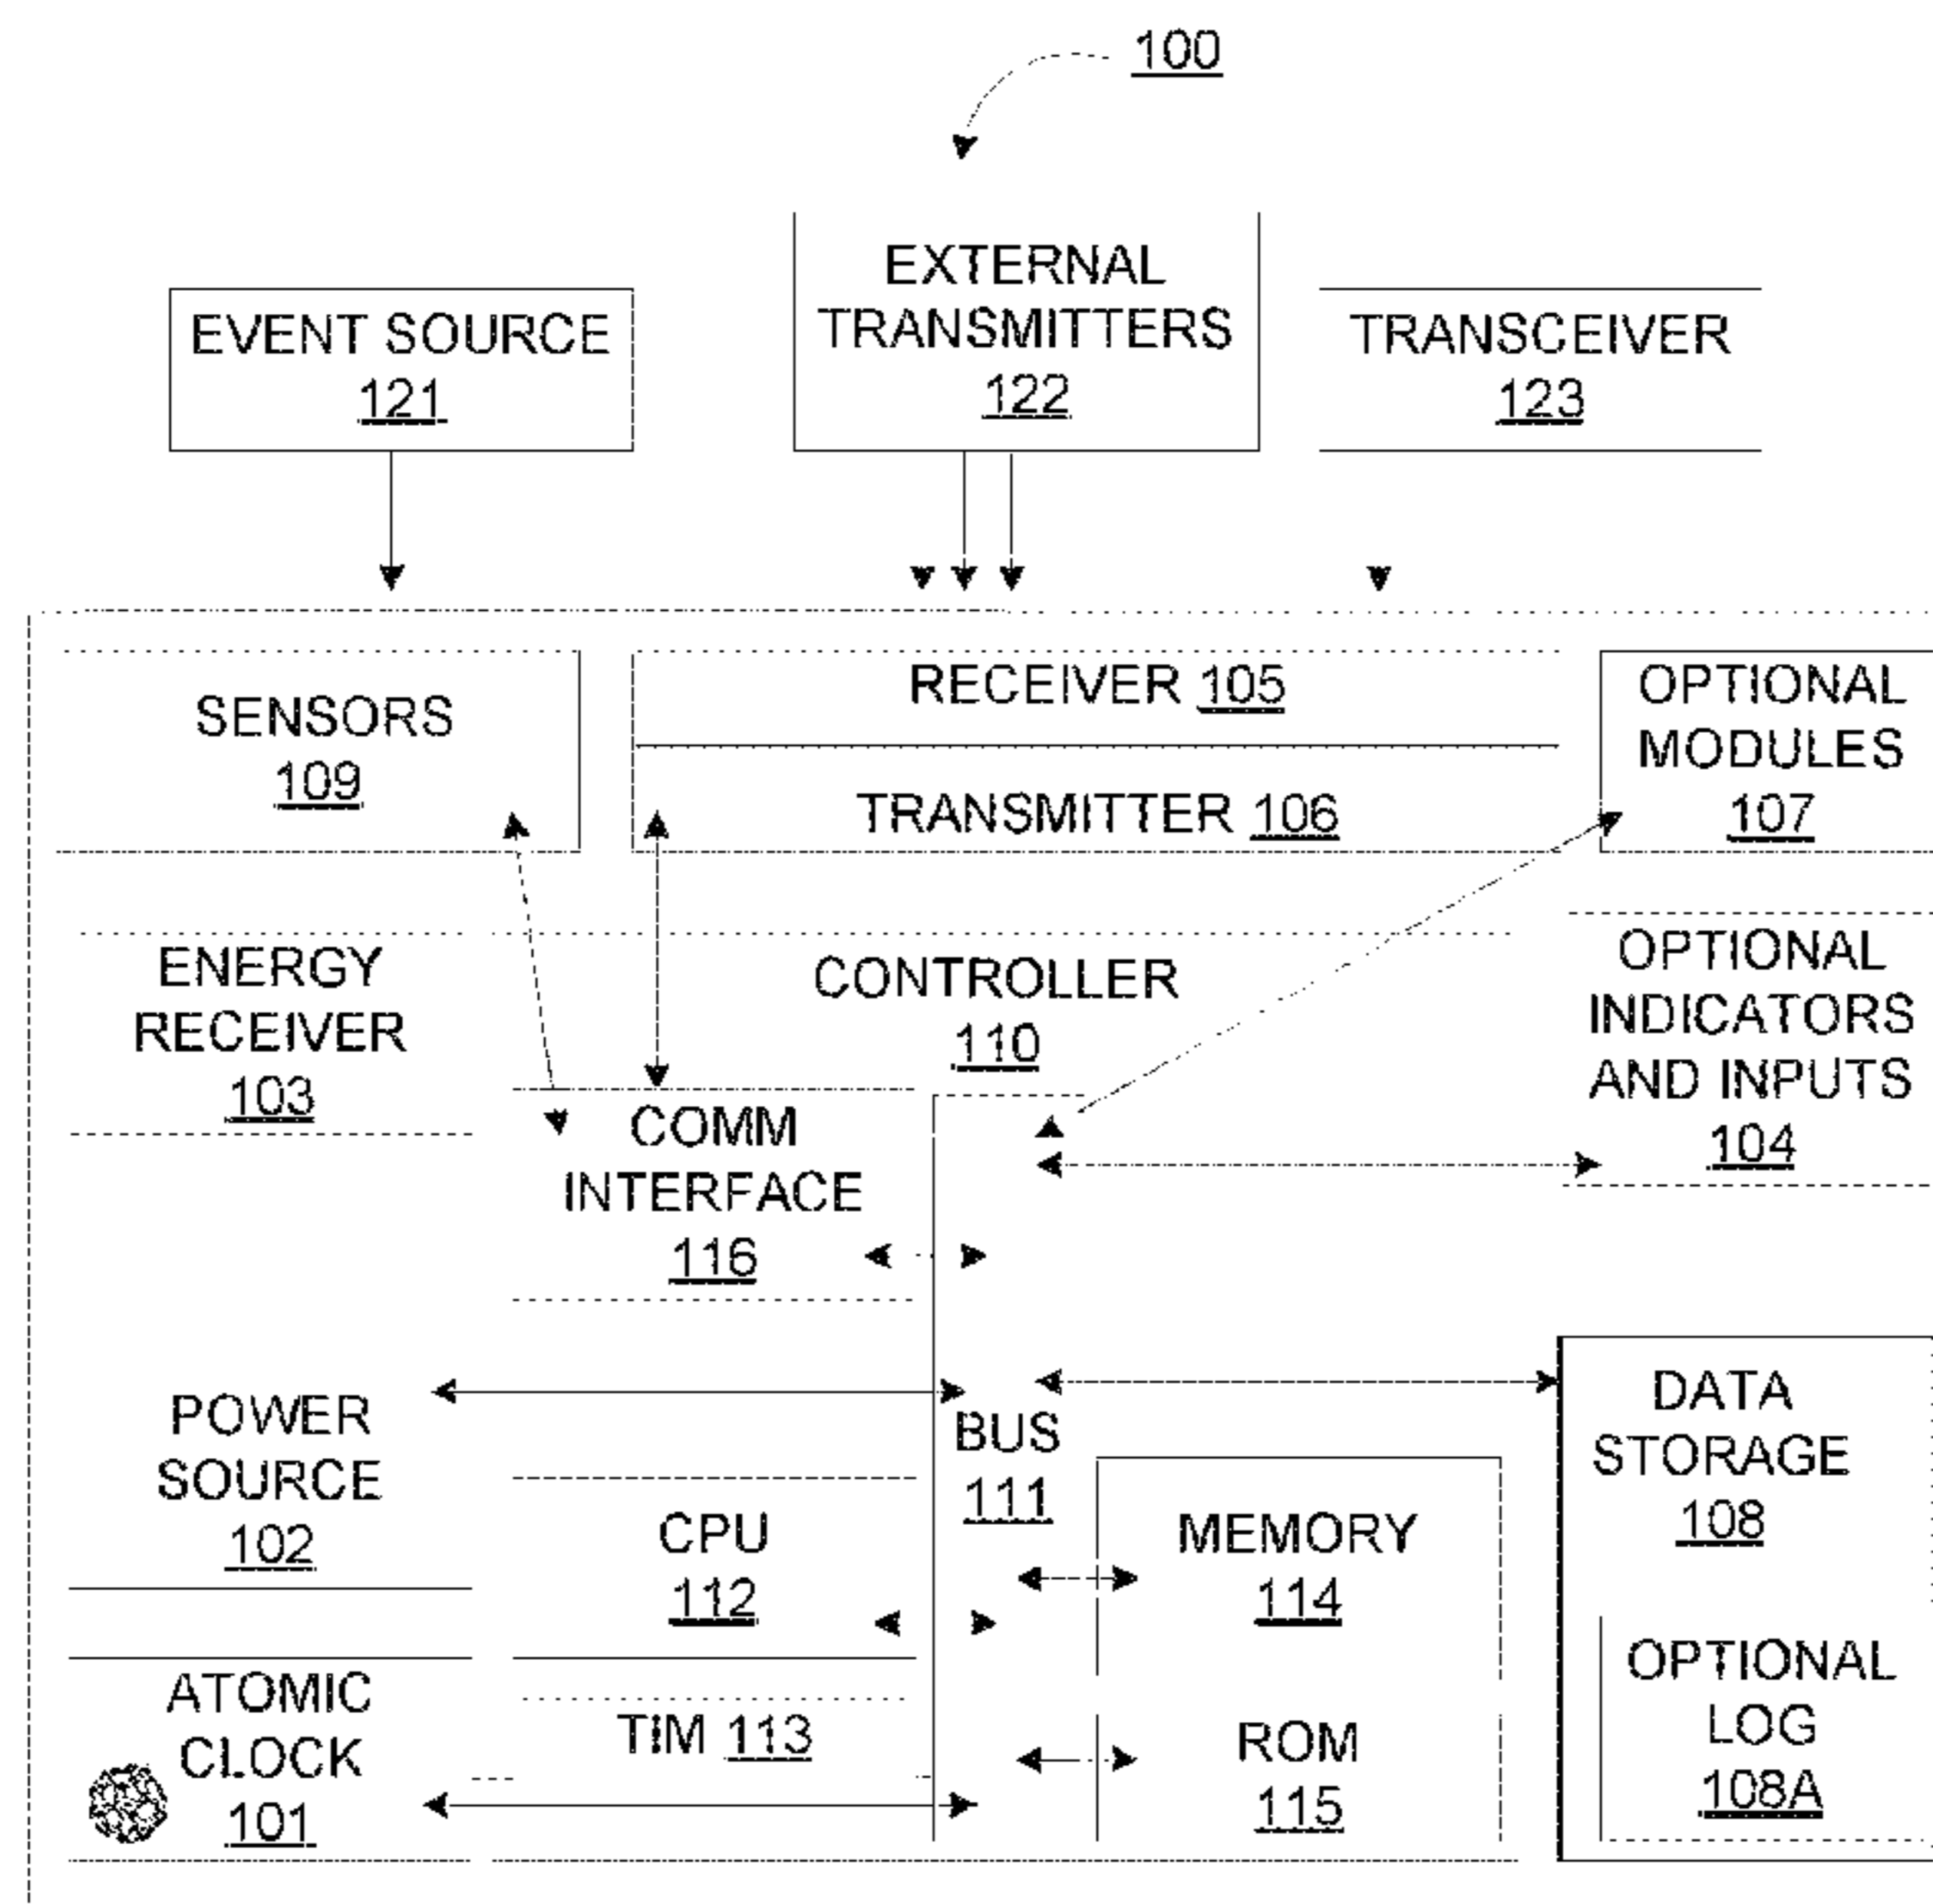 100
EVENT SOURCE
121
EXTERNAL
TRANSMITTERS
122
TRANSCEIVER
123
SENSORS
109
RECEIVER 105
TRANSMITTER 106
OPTIONAL
MODULES
107
ENERGY
RECEIVER
103
CONTROLLER
110
OPTIONAL
INDICATORS
AND INPUTS
104
COMM
INTERFACE
116
POWER
SOURCE
102
BUS
111
DATA
STORAGE
108
CPU
112
MEMORY
114
OPTIONAL
LOG
108A
ATOMIC
CLOCK
101
TIM 113
ROM
115